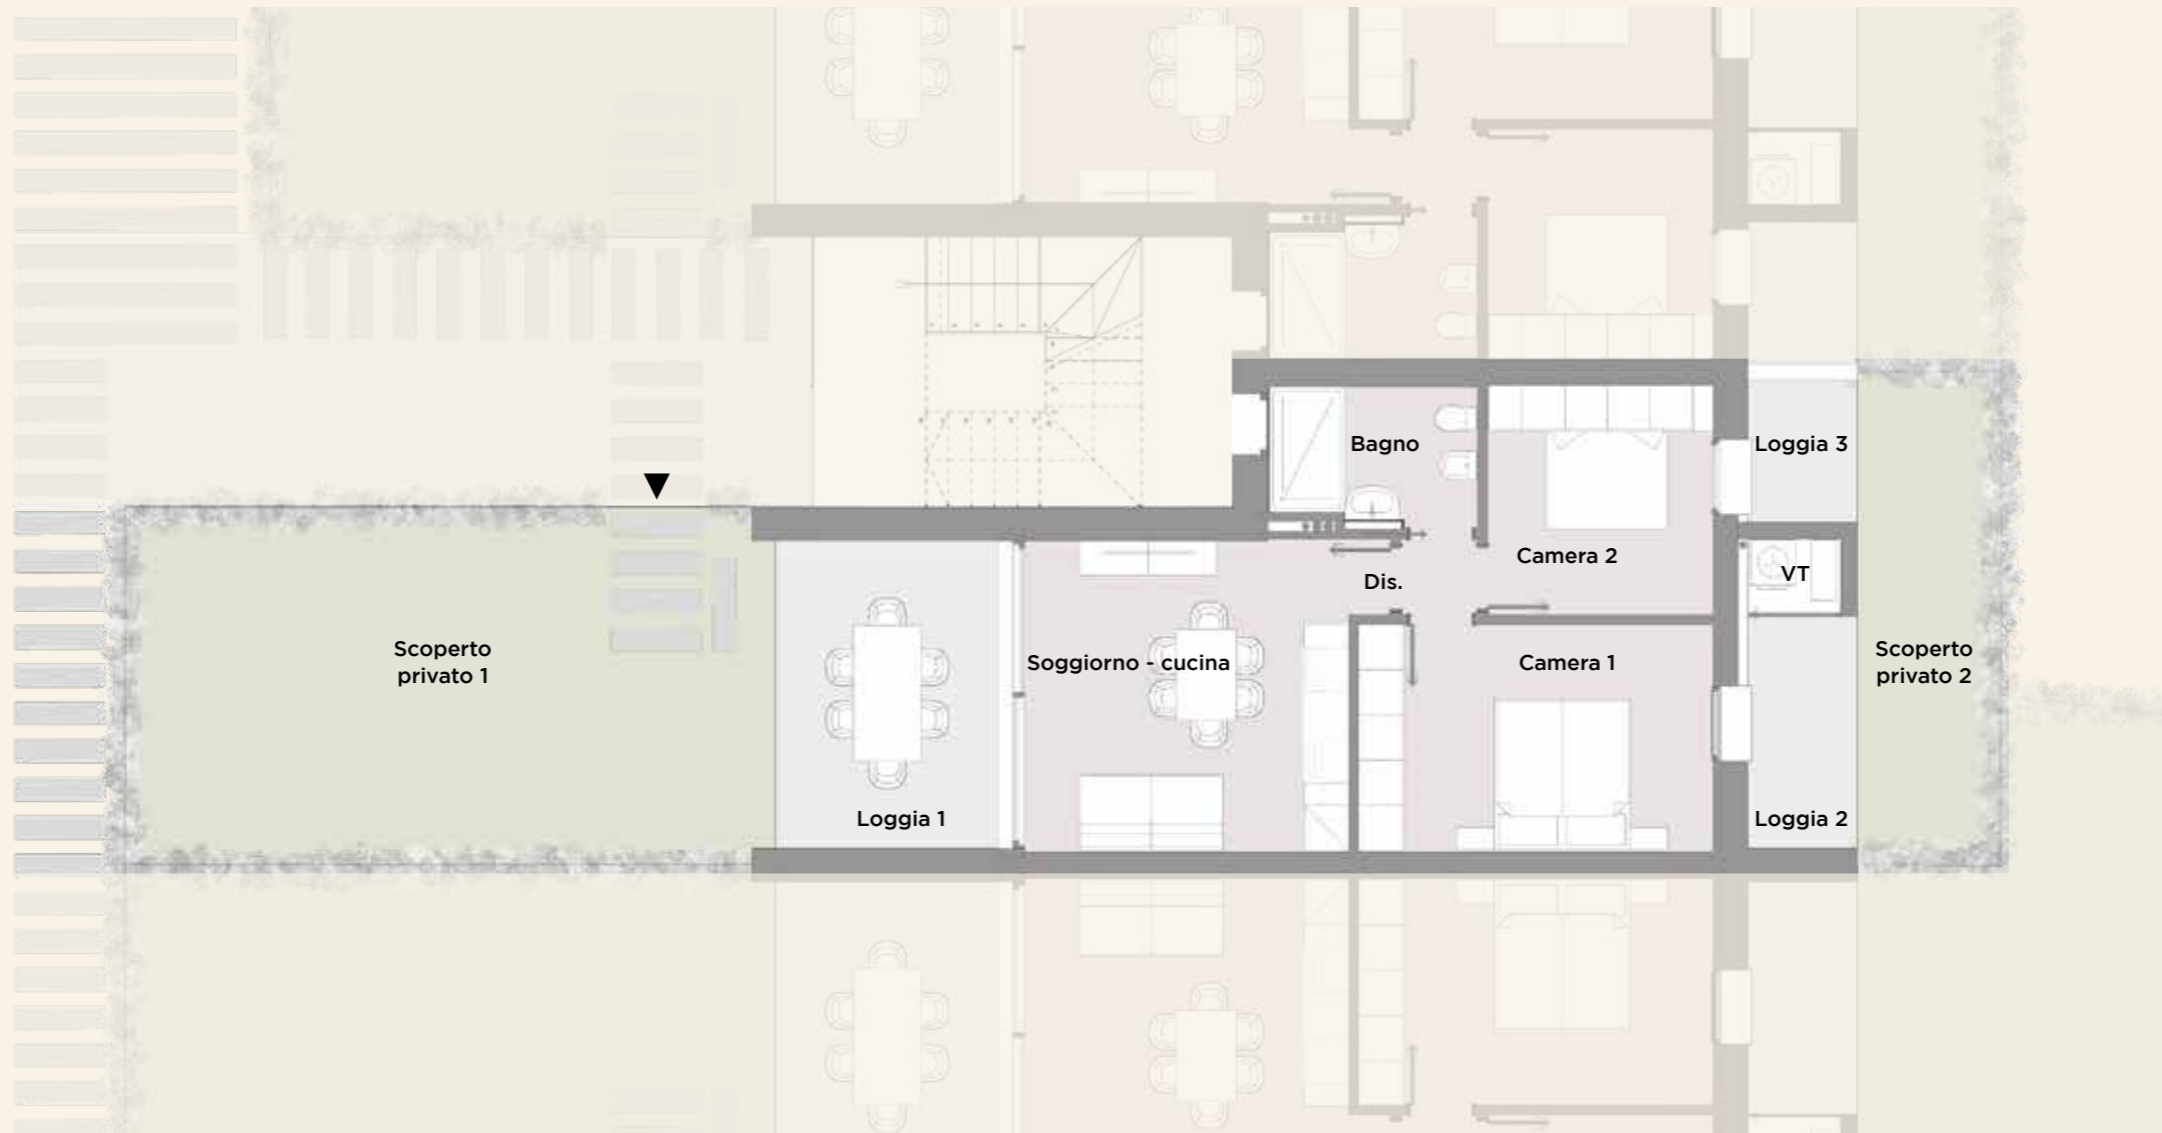 Bagno
Loggia 3
Camera 2
VT
Dis.
Scoperto
privato 1
Soggiorno - cucina
Camera 1
Scoperto
privato 2
Loggia 1
Loggia 2